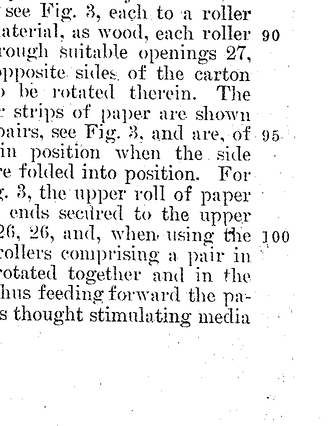 see Fig. 3, each to a roller
aterial, as wood, each roller 90
rough suitable openings 27,
opposite sides of the carton
o be rotated therein. The
r strips of paper are shown
pairs, see Fig. 3, and are, of 95
in position when the side
re folded into position. For
g. 3, the upper roll of paper
ends secured to the upper
26, 26, and, when using the 100
rollers comprising a pair in
rotated together and in the
hus feeding forward the pa-
s thought stimulating media